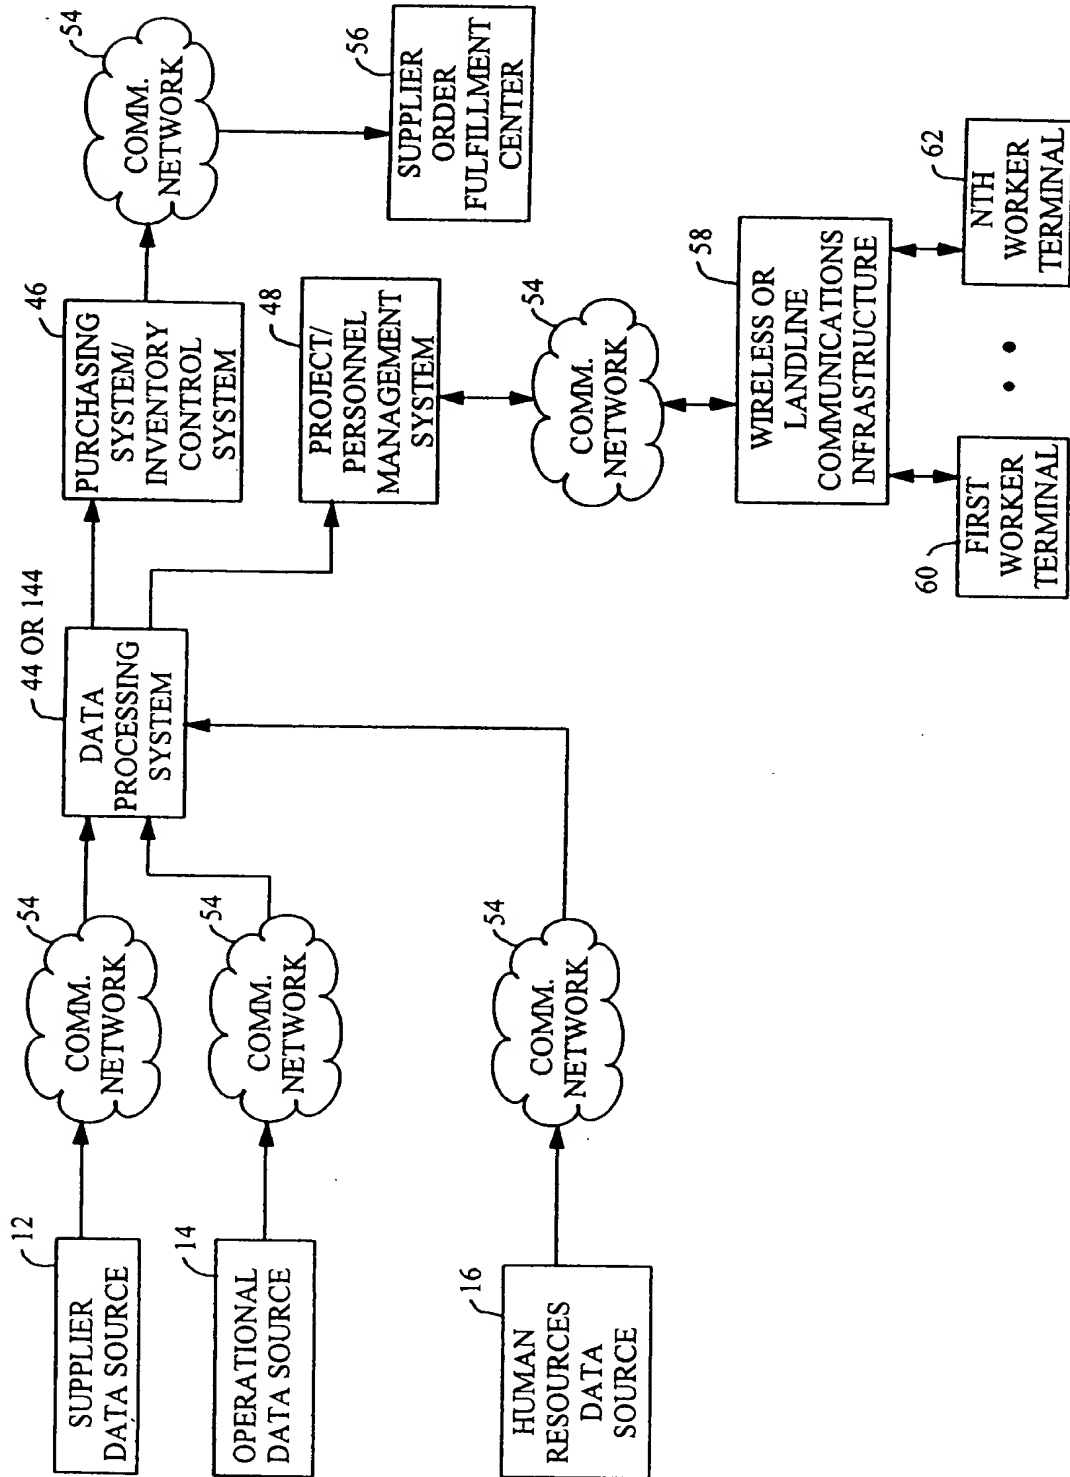 12
SUPPLIER
DATA SOURCE
54
COMM.
NETWORK
14
OPERATIONAL
DATA SOURCE
54
COMM.
NETWORK
16
HUMAN
RESOURCES
DATA
SOURCE
54
COMM.
NETWORK
44 OR 144
DATA
PROCESSING
SYSTEM
46
PURCHASING
SYSTEM/
INVENTORY
CONTROL
SYSTEM
54
COMM.
NETWORK
56
SUPPLIER
ORDER
FULFILLMENT
CENTER
48
PROJECT/
PERSONNEL
MANAGEMENT
SYSTEM
54
COMM.
NETWORK
58
WIRELESS OR
LANDLINE
COMMUNICATIONS
INFRASTRUCTURE
60
FIRST
WORKER
TERMINAL
62
NTH
WORKER
TERMINAL